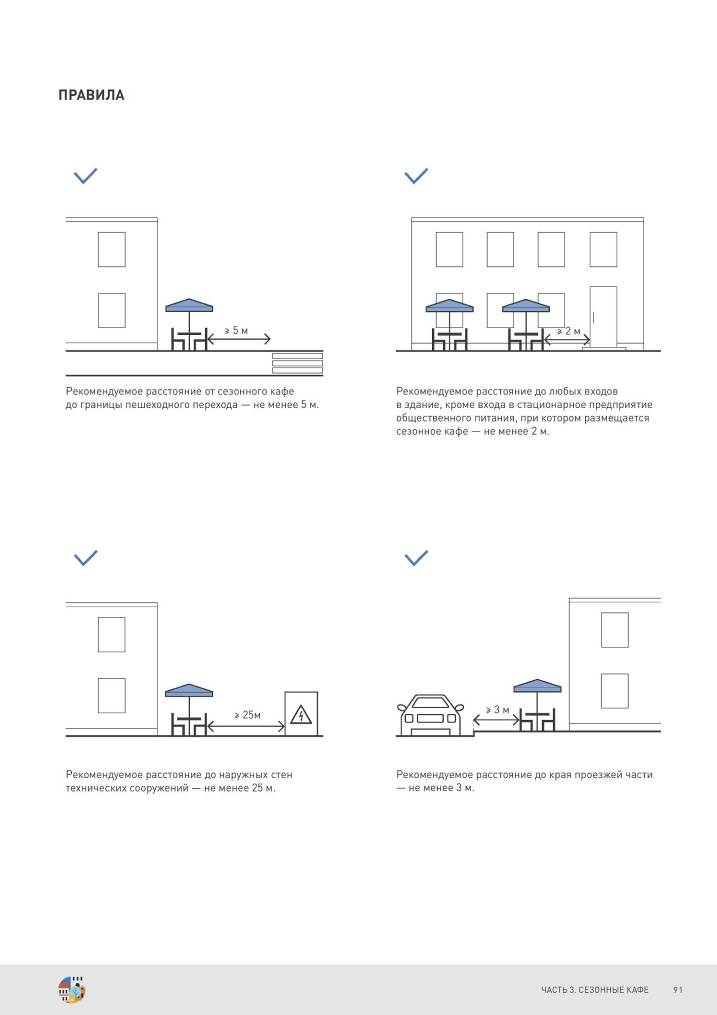 ПРАВИЛА
⩾ 5 м
Рекомендуемое расстояние от сезонного кафе
до границы пешеходного перехода — не менее 5 м.
⩾ 2 м
Рекомендуемое расстояние до любых входов
в здание, кроме входа в стационарное предприятие
общественного питания, при котором размещается
сезонное кафе — не менее 2 м.
⩾ 25м
Рекомендуемое расстояние до наружных стен
технических сооружений — не менее 25 м.
⩾ 3 м
Рекомендуемое расстояние до края проезжей части
— не менее 3 м.
ЧАСТЬ 3. СЕЗОННЫЕ КАФЕ 91